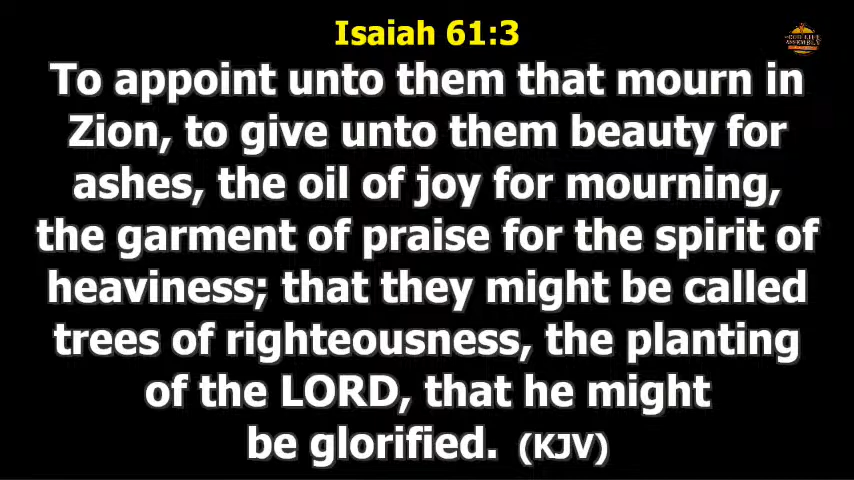 Isaiah 61:3
To appoint unto them that mourn in
Zion, to give unto them beauty for
ashes, the oil of joy for mourning,
the garment of praise for the spirit of
heaviness; that they might be called
trees of righteousness, the planting
of the LORD, that he might
be glorified. (KJV)